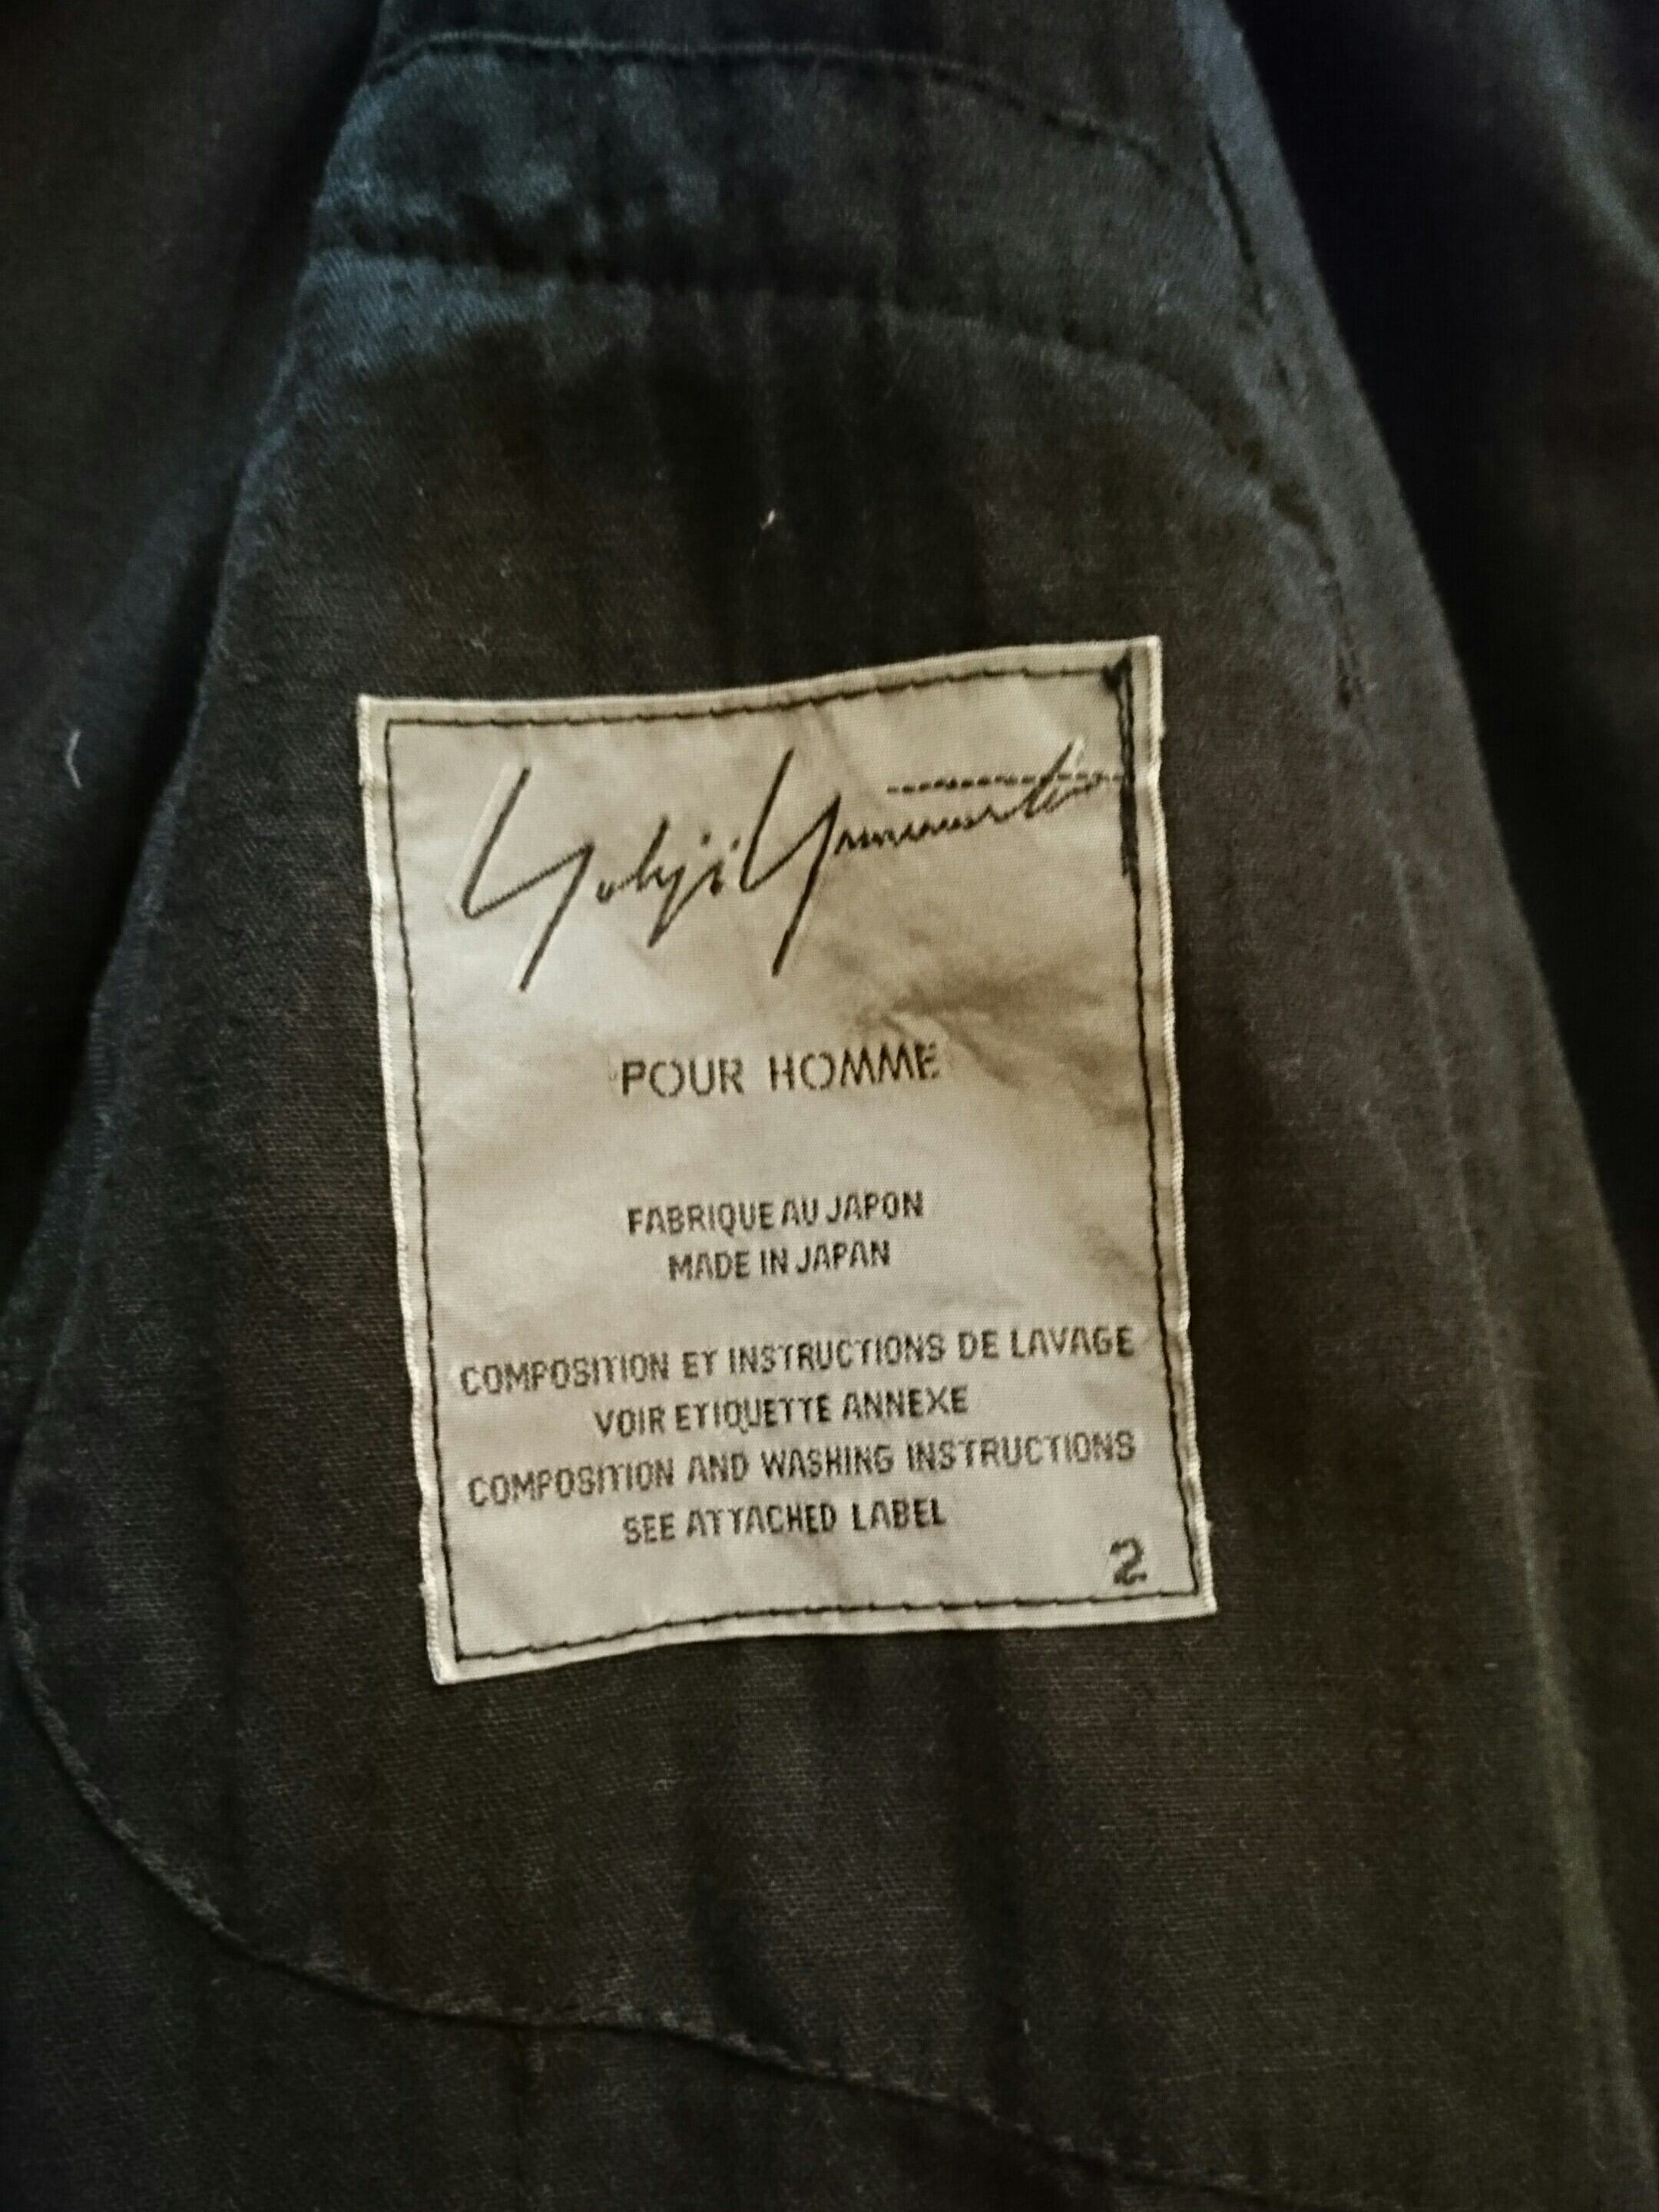 Yohji Yamamoto
POUR HOMME
FABRIQUE AU JAPON
MADE IN JAPAN
COMPOSITION ET INSTRUCTIONS DE LAVAGE
VOIR ETIQUETTE ANNEXE
COMPOSITION AND WASHING INSTRUCTIONS
SEE ATTACHED LABEL
2